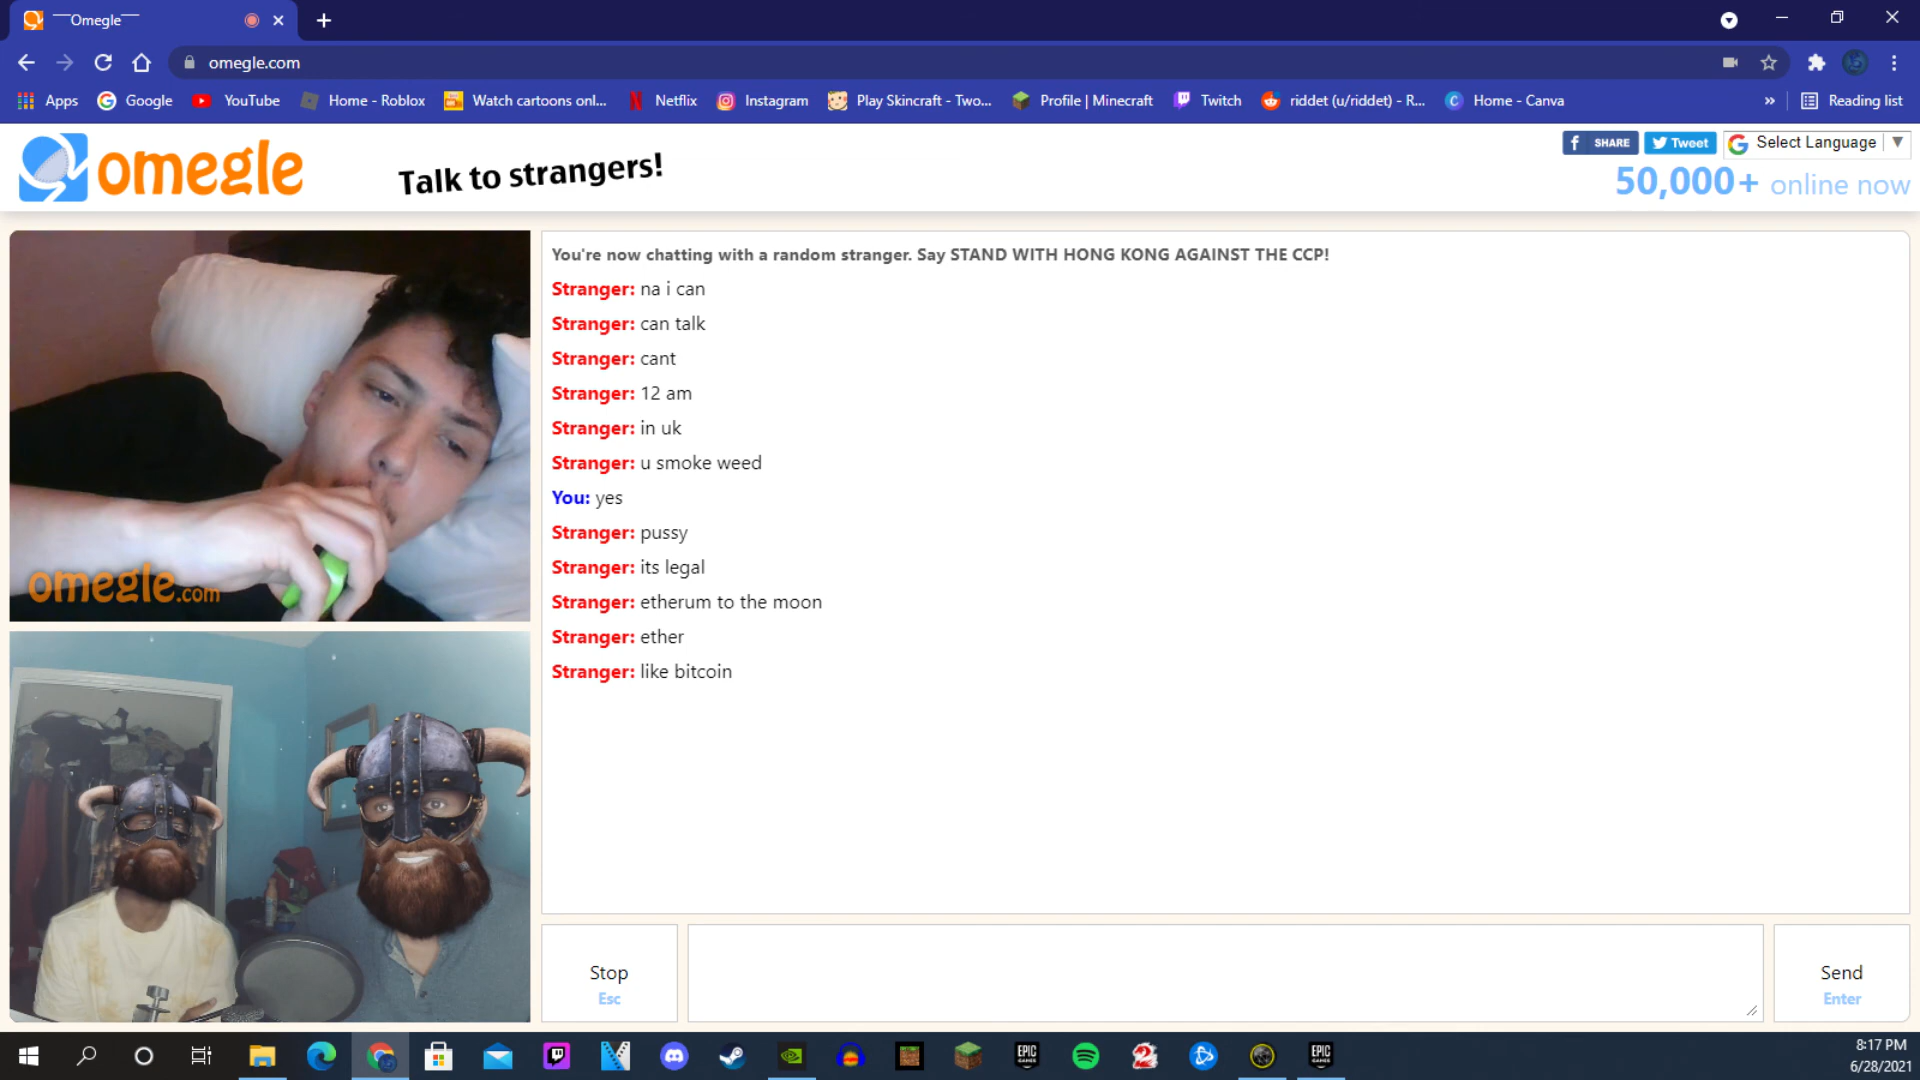 Omegle
omegle.com
Apps Google YouTube Home - Roblox Watch cartoons onl... Netflix Instagram Play Skincraft - Two... Profile | Minecraft Twitch riddet (u/riddet) - R... Home - Canva » Reading list
omegle Talk to strangers!
SHARE Tweet Select Language
50,000+ online now
You're now chatting with a random stranger. Say STAND WITH HONG KONG AGAINST THE CCP!
Stranger: na i can
Stranger: can talk
Stranger: cant
Stranger: 12 am
Stranger: in uk
Stranger: u smoke weed
You: yes
Stranger: pussy
Stranger: its legal
Stranger: etherum to the moon
Stranger: ether
Stranger: like bitcoin
omegle.com
Stop
Esc
Send
Enter
EPIC GAMES
EPIC GAMES
8:17 PM
6/28/2021